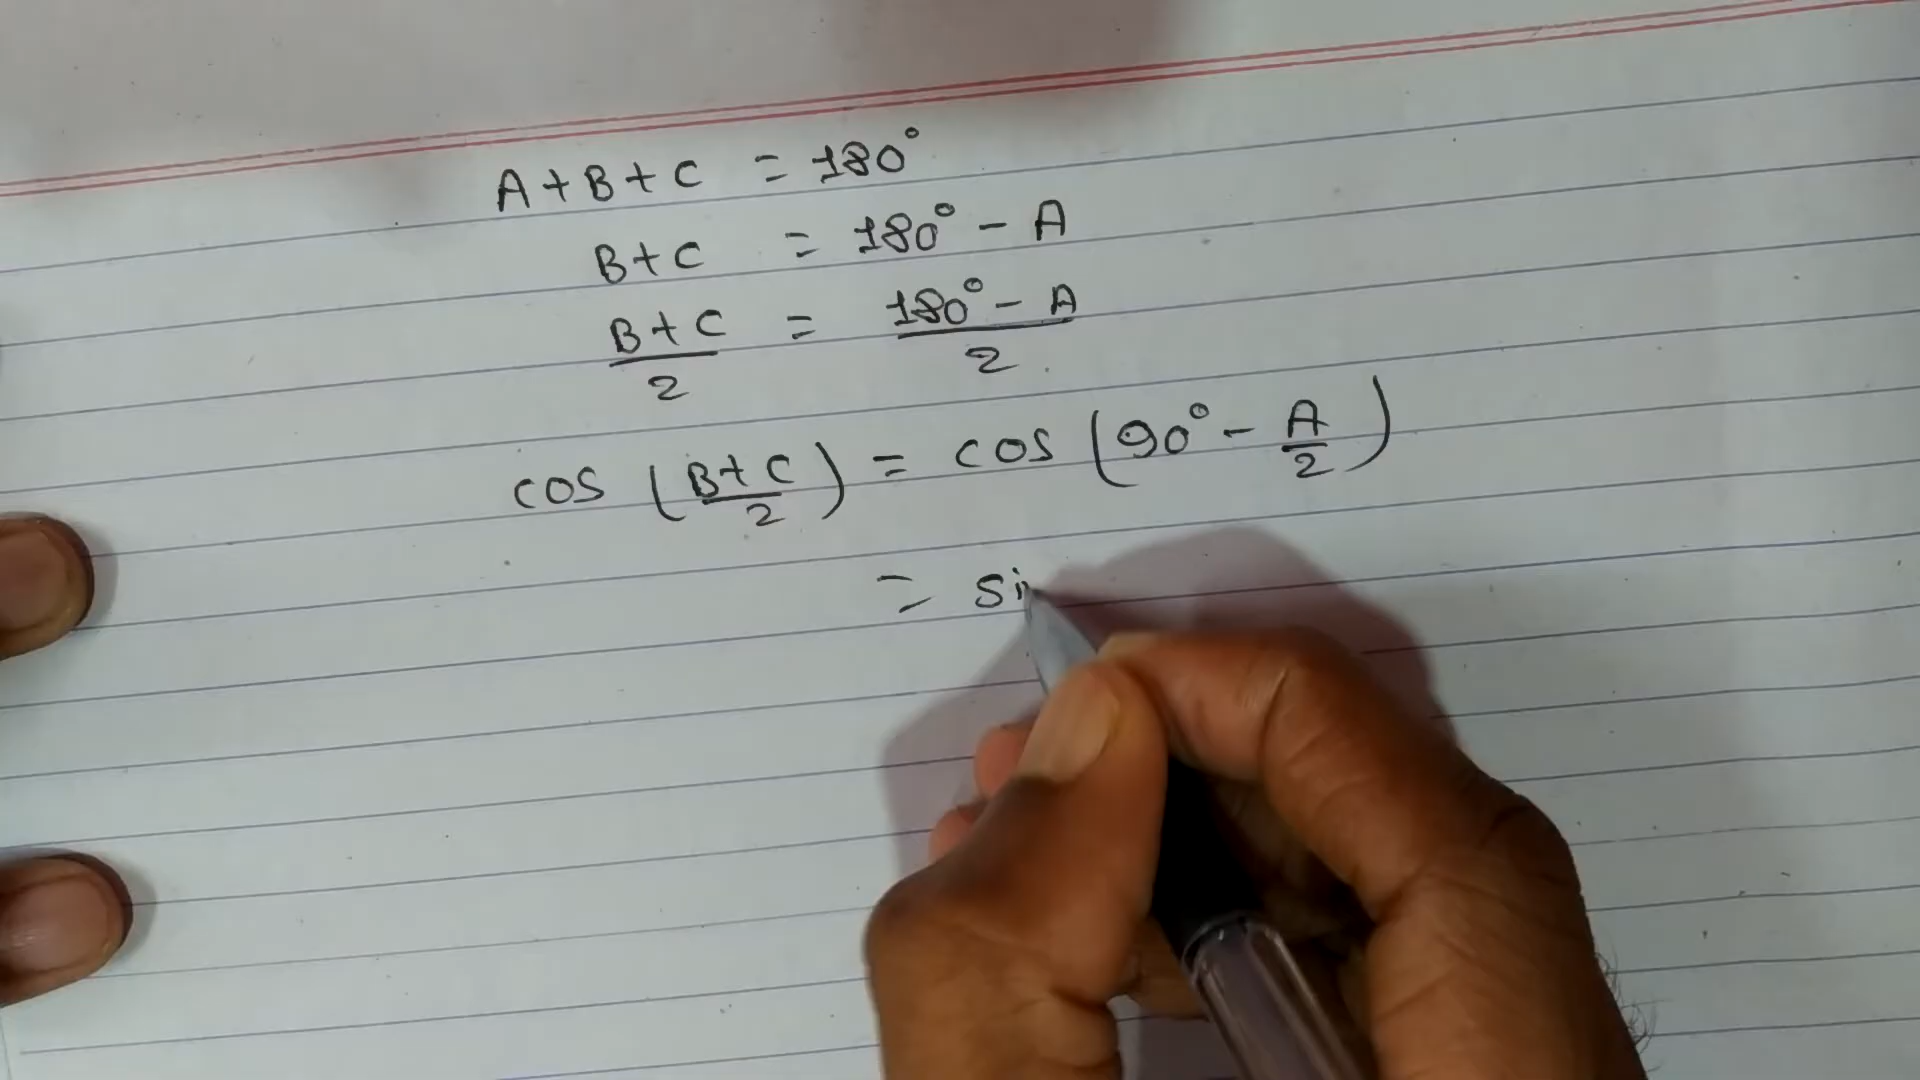 A + B + C = 180°
B + C = 180° - A
B + C / 2 = 180° - A / 2
cos (B + C / 2) = cos (90° - A / 2)
= si